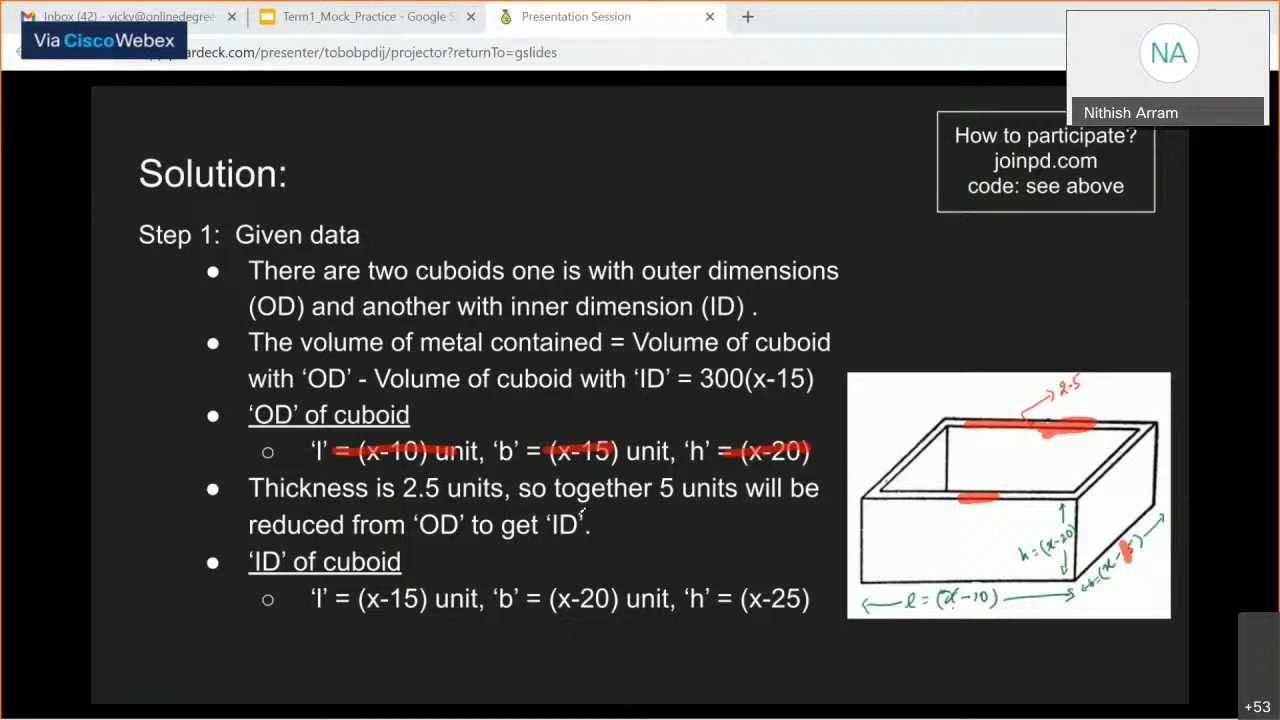 Inbox (42) - vicky@onlinedegree
Term1_Mock_Practice - Google S
Presentation Session
Via Cisco Webex
ardeck.com/presenter/tobobpdij/projector?returnTo=gslides
NA
Nithish Arram
How to participate?
joinpd.com
code: see above
Solution:
Step 1: Given data
There are two cuboids one is with outer dimensions
(OD) and another with inner dimension (ID) .
The volume of metal contained = Volume of cuboid
with ‘OD’ - Volume of cuboid with ‘ID’ = 300(x-15)
‘OD’ of cuboid
‘l’ = (x-10) unit, ‘b’ = (x-15) unit, ‘h’ = (x-20)
Thickness is 2.5 units, so together 5 units will be
reduced from ‘OD’ to get ‘ID’.
‘ID’ of cuboid
‘l’ = (x-15) unit, ‘b’ = (x-20) unit, ‘h’ = (x-25)
2.5
h = (x-20)
l = (x-10)
+53